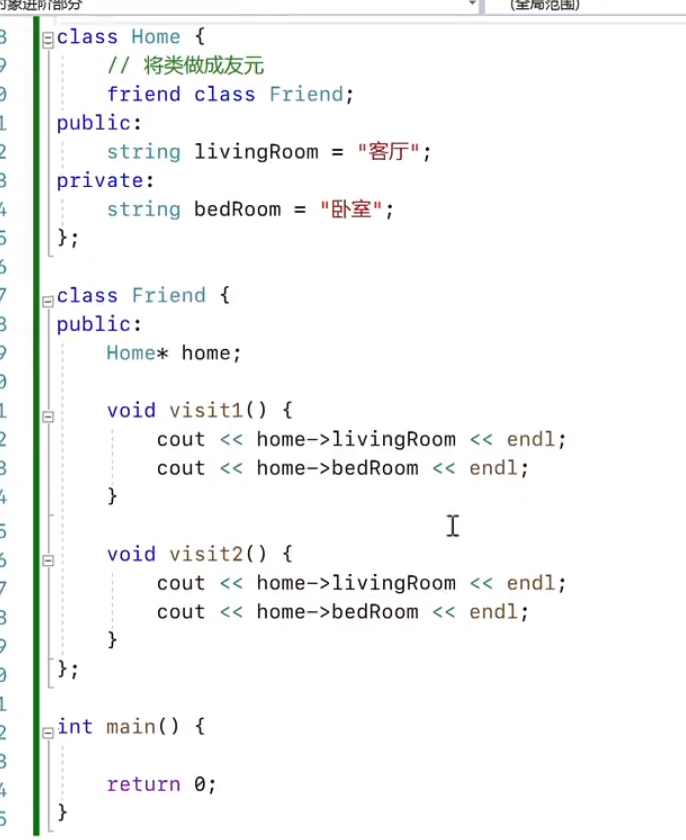 对象进阶部分 (全局范围)
8 class Home {
9 // 将类做成友元
0 friend class Friend;
1 public:
2 string livingRoom = "客厅";
3 private:
4 string bedRoom = "卧室";
5 };
6
7 class Friend {
8 public:
9 Home* home;
0
1 void visit1() {
2 cout << home->livingRoom << endl;
3 cout << home->bedRoom << endl;
4 }
5
6 void visit2() {
7 cout << home->livingRoom << endl;
8 cout << home->bedRoom << endl;
9 }
0 };
1
2 int main() {
3
4 return 0;
5 }